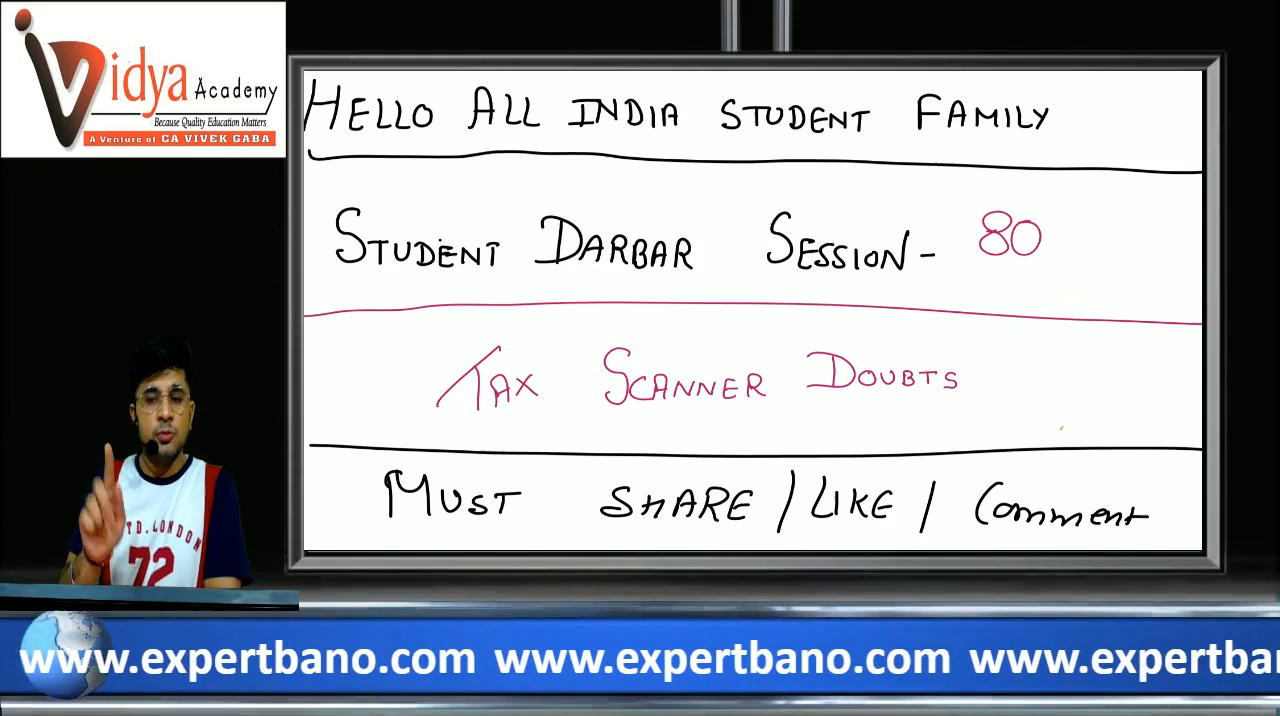 Vidya Academy
Because Quality Education Matters
A Venture of CA VIVEK GABA
HELLO ALL INDIA STUDENT FAMILY
STUDENT DARBAR SESSION - 80
TAX SCANNER DOUBTS
MUST SHARE / LIKE / Comment
TD. LONDON
72
www.expertbano.com www.expertbano.com www.expertba